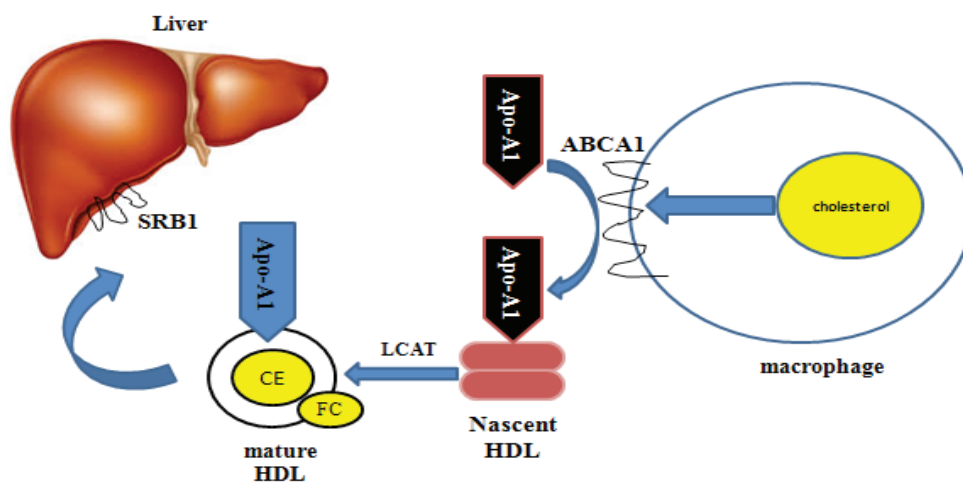 Liver
SRB1
Apo-A1
ABCA1
cholesterol
macrophage
Apo-A1
Nascent
HDL
LCAT
Apo-A1
CE
FC
mature
HDL